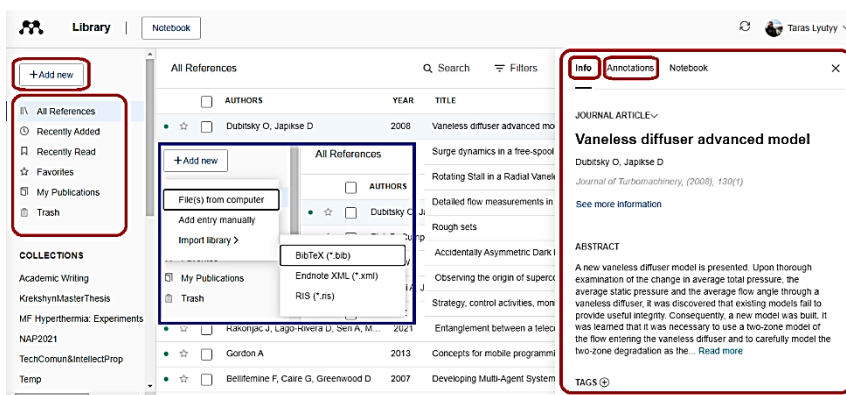 Library
Notebook
Taras Lyutyy
+Add new
All References
Recently Added
Recently Read
Favorites
My Publications
Trash
COLLECTIONS
Academic Writing
KrekshynMasterThesis
MF Hyperthermia: Experiments
NAP2021
TechComun&IntellectProp
Temp
All References
Search
Filters
AUTHORS YEAR TITLE
Dubitsky O, Japikse D 2008 Vaneless diffuser advanced mo
Surge dynamics in a free-spool
Rotating Stall in a Radial Vanele
Detailed flow measurements in
Rough sets
Accidentally Asymmetric Dark
Observing the origin of superco
Strategy, control activities, moni
Rakonjac J, Lago-Rivera D, Seri A, M... 2021 Entanglement between a telec
Gordon A 2013 Concepts for mobile programmi
Bellifemine F, Caire G, Greenwood D 2007 Developing Multi-Agent System
+Add new
All References
AUTHORS
File(s) from computer
Add entry manually
Import library >
BibTeX (*.bib)
Endnote XML (*.xml)
RIS (*.ris)
My Publications
Trash
Info
Annotations
Notebook
JOURNAL ARTICLE
Vaneless diffuser advanced model
Dubitsky O, Japikse D
Journal of Turbomachinery, (2008), 130(1)
See more information
ABSTRACT
A new vaneless diffuser model is presented. Upon thorough
examination of the change in average total pressure, the
average static pressure and the average flow angle through a
vaneless diffuser, it was discovered that existing models fail to
provide useful integrity. Consequently, a new model was built. It
was learned that it was necessary to use a two-zone model of
the flow entering the vaneless diffuser and to carefully model the
two-zone degradation as the... Read more
TAGS